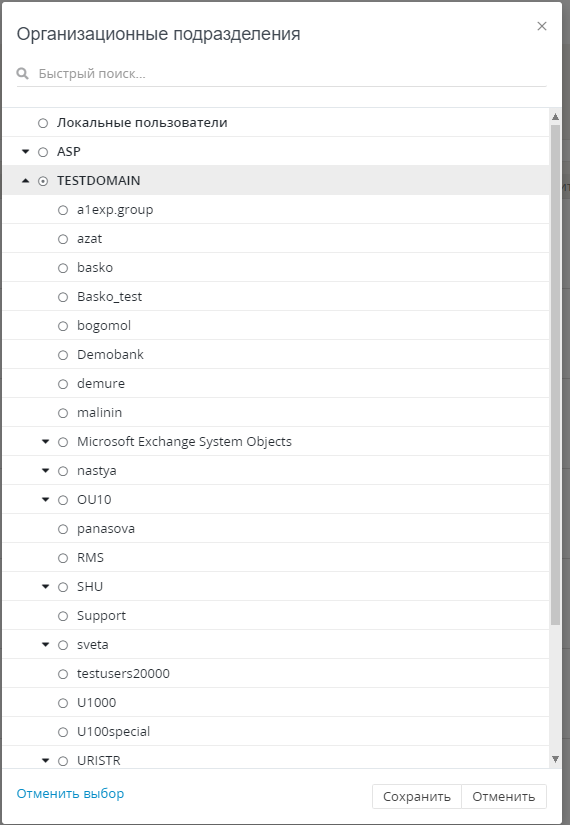 Организационные подразделения
Быстрый поиск...
Локальные пользователи
ASP
TESTDOMAIN
a1exp.group
azat
basko
Basko_test
bogomol
Demobank
demure
malinin
Microsoft Exchange System Objects
nastya
OU10
panasova
RMS
SHU
Support
sveta
testusers20000
U1000
U100special
URISTR
Отменить выбор
Сохранить
Отменить